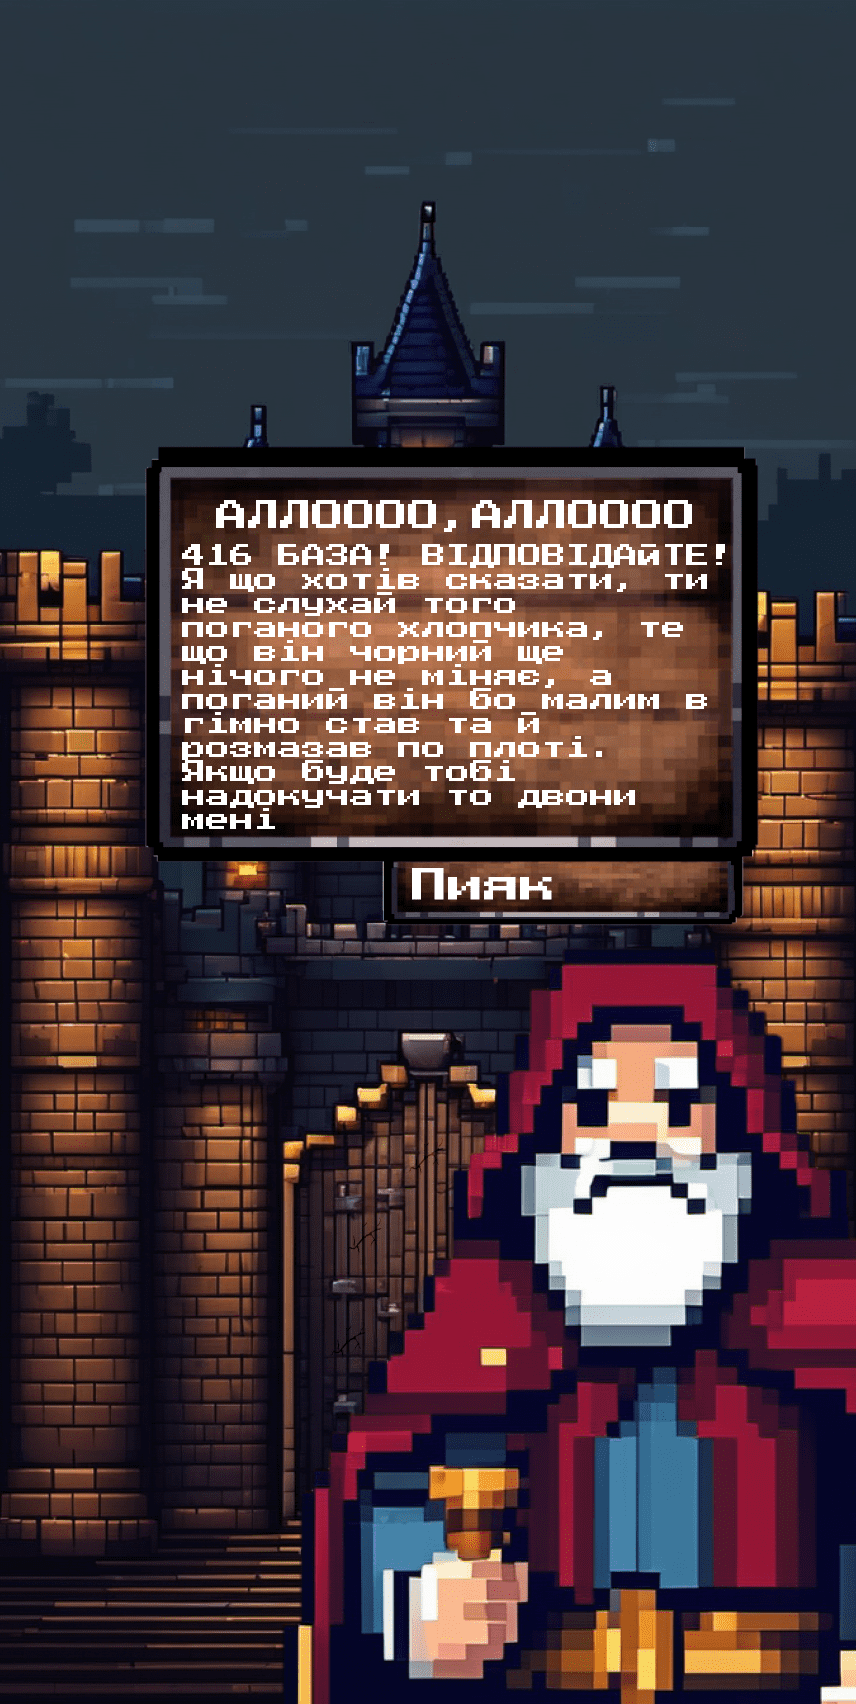 АЛЛОООО,АЛЛОООО
416 БАЗА! ВІДПОВІДАйТЕ!
Я що хотів сказати, ти
не слухай того
поганого хлопчика, те
що він чорний ще
нічого не міняє, а
поганий він бо малим в
гімно став та й
розмазав по плоті.
Якщо буде тобі
надокучати то двони
мені
Пияк